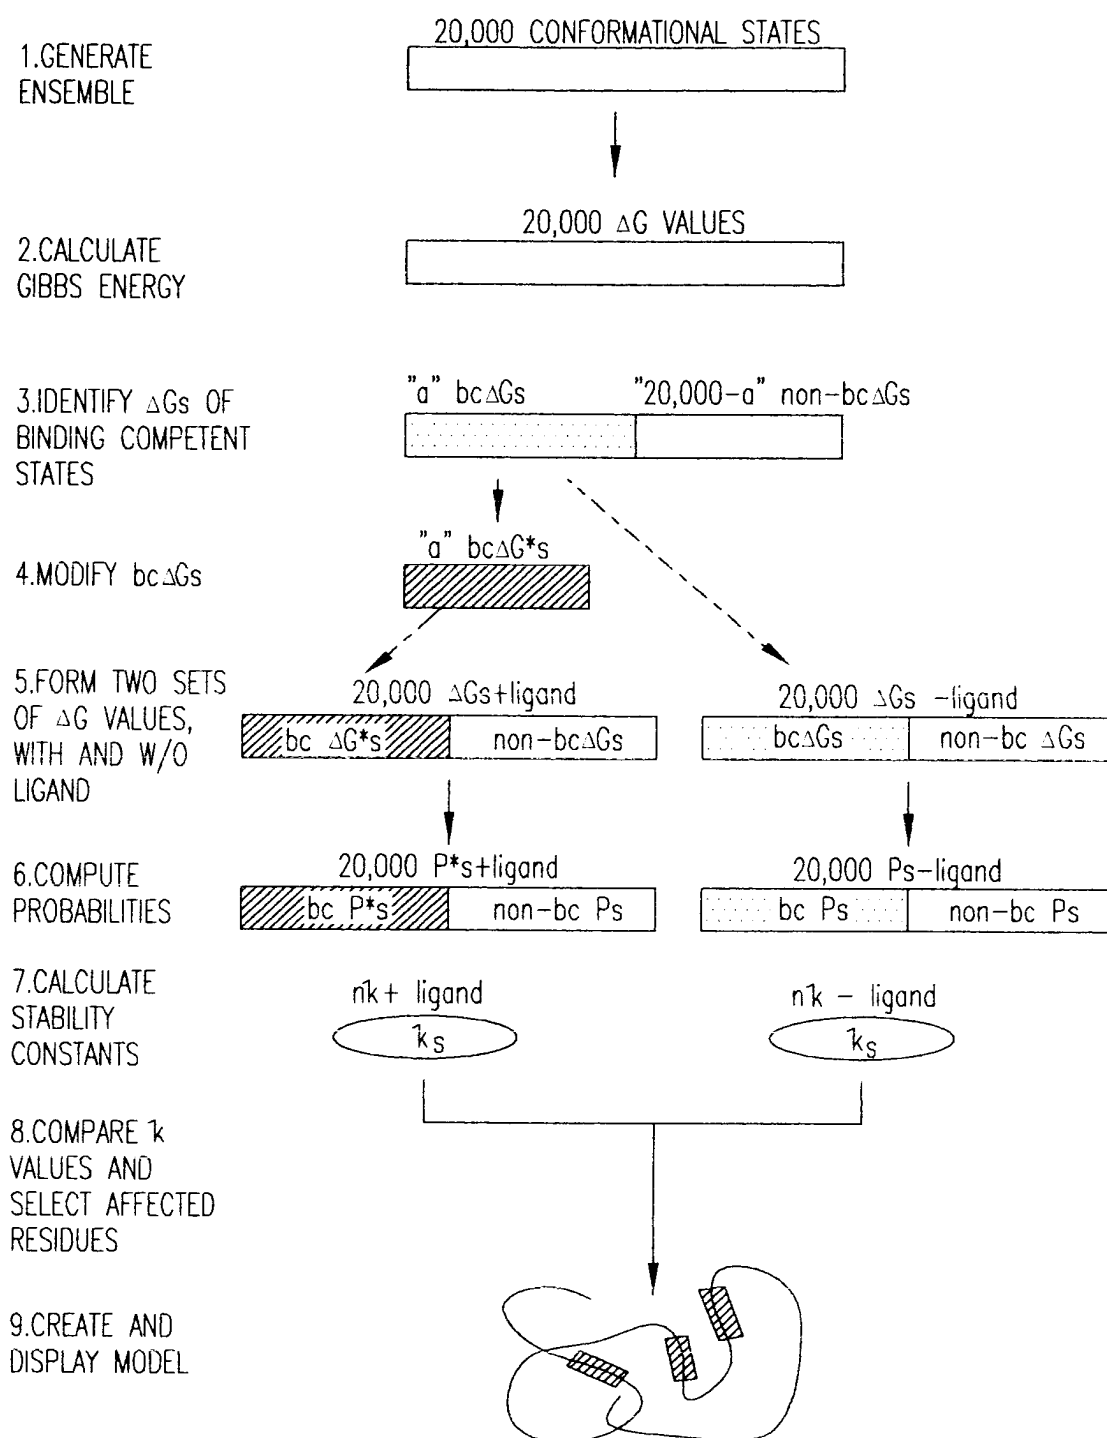 20,000 CONFORMATIONAL STATES
1.GENERATE
ENSEMBLE
20,000 ΔG VALUES
2.CALCULATE
GIBBS ENERGY
"a" bcΔGs
"20,000-a" non-bcΔGs
3.IDENTIFY ΔGs OF
BINDING COMPETENT
STATES
"a" bcΔG*s
4.MODIFY bcΔGs
5.FORM TWO SETS
OF ΔG VALUES,
WITH AND W/O
LIGAND
20,000 ΔGs+ligand
20,000 ΔGs -ligand
bc ΔG*s
non-bcΔGs
bcΔGs
non-bc ΔGs
6.COMPUTE
PROBABILITIES
20,000 P*s+ligand
20,000 Ps-ligand
bc P*s
non-bc Ps
bc Ps
non-bc Ps
7.CALCULATE
STABILITY
CONSTANTS
nk + ligand
nk - ligand
ks
ks
8.COMPARE k
VALUES AND
SELECT AFFECTED
RESIDUES
9.CREATE AND
DISPLAY MODEL